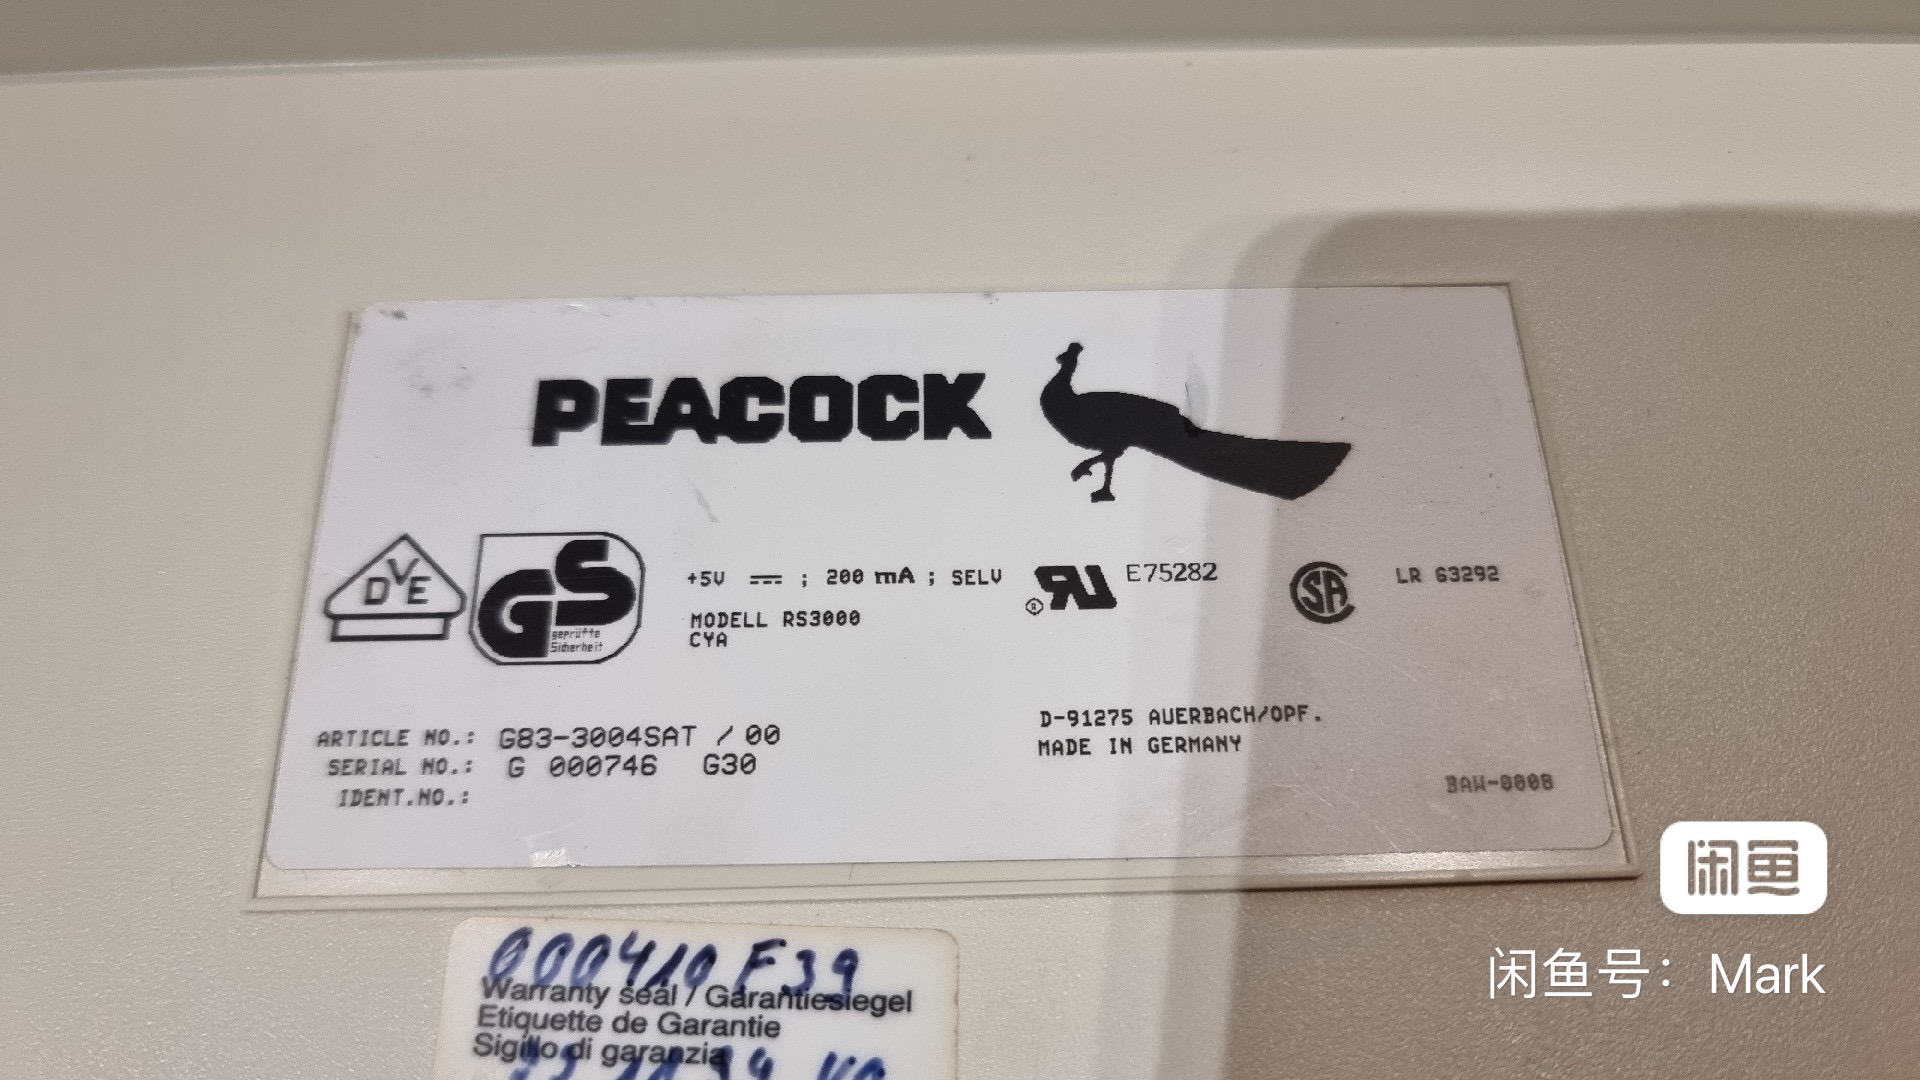 PEACOCK
DVE
GS
geprüfte
Sicherheit
+5V ⎓ ; 200 mA ; SELV
MODELL RS3000
CYA
® RU E75282
SA LR 63292
ARTICLE NO.: G83-3004SAT / 00
SERIAL NO.: G 000746 G30
IDENT.NO.:
D-91275 AUERBACH/OPF.
MADE IN GERMANY
BAW-0008
000410 F39
Warranty seal / Garantiesiegel
Etiquette de Garantie
Sigillo di garanzia
闲鱼
闲鱼号：Mark